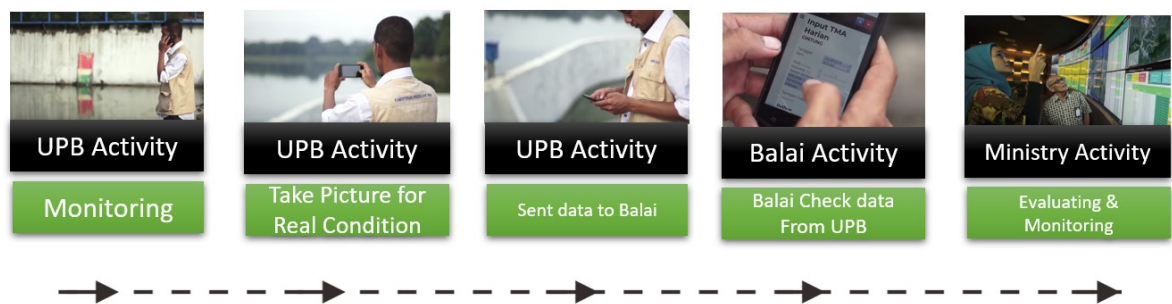 Input TMA
Harian
UPB Activity
UPB Activity
UPB Activity
Balai Activity
Ministry Activity
Monitoring
Take Picture for
Real Condition
Sent data to Balai
Balai Check data
From UPB
Evaluating &
Monitoring